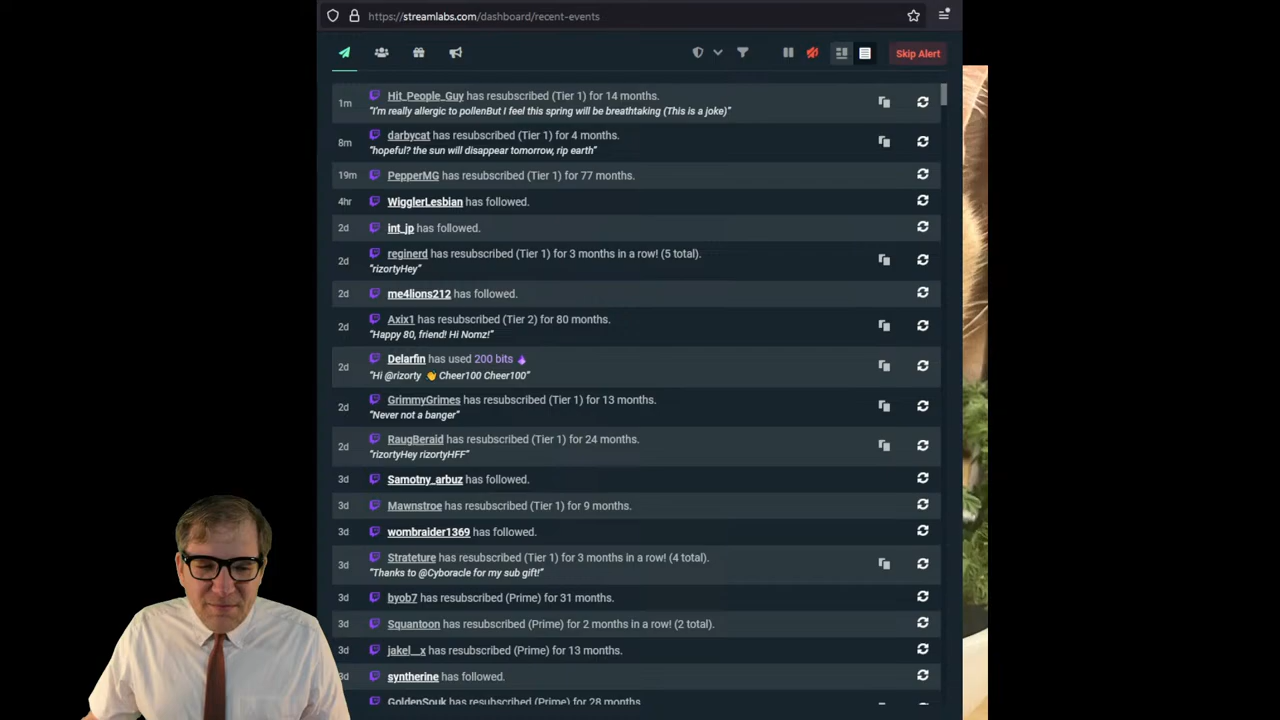 https://streamlabs.com/dashboard/recent-events
Skip Alert
1m Hit_People_Guy has resubscribed (Tier 1) for 14 months.
“I'm really allergic to pollenBut I feel this spring will be breathtaking (This is a joke)”
8m darbycat has resubscribed (Tier 1) for 4 months.
“hopeful? the sun will disappear tomorrow, rip earth”
19m PepperMG has resubscribed (Tier 1) for 77 months.
4hr WigglerLesbian has followed.
2d int_jp has followed.
2d reginerd has resubscribed (Tier 1) for 3 months in a row! (5 total).
“rizortyHey”
2d me4lions212 has followed.
2d Axix1 has resubscribed (Tier 2) for 80 months.
“Happy 80, friend! Hi Nomz!”
2d Delarfin has used 200 bits
“Hi @rizorty 👋 Cheer100 Cheer100”
2d GrimmyGrimes has resubscribed (Tier 1) for 13 months.
“Never not a banger”
2d RaugBeraid has resubscribed (Tier 1) for 24 months.
“rizortyHey rizortyHFF”
3d Samotny_arbuz has followed.
3d Mawnstroe has resubscribed (Tier 1) for 9 months.
3d wombraider1369 has followed.
3d Strateture has resubscribed (Tier 1) for 3 months in a row! (4 total).
“Thanks to @Cyboracle for my sub gift!”
3d byob7 has resubscribed (Prime) for 31 months.
3d Squantoon has resubscribed (Prime) for 2 months in a row! (2 total).
3d jakel__x has resubscribed (Prime) for 13 months.
3d syntherine has followed.
GoldenSouk has resubscribed (Prime) for 28 months.